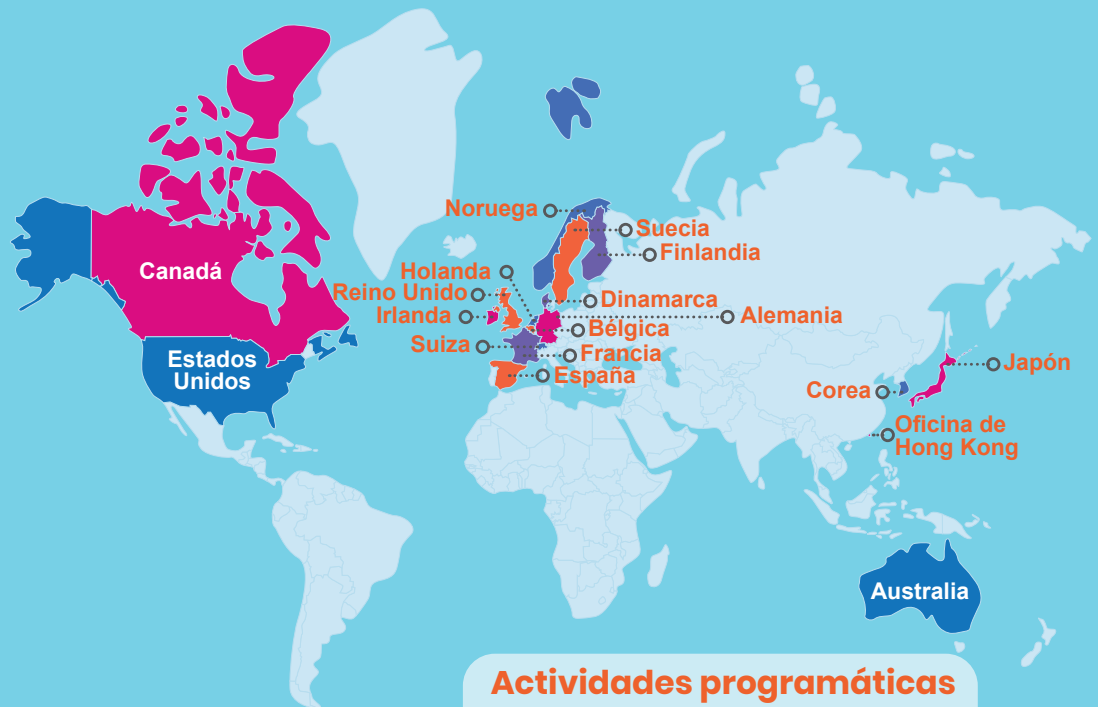 Noruega
Suecia
Finlandia
Canadá
Holanda
Reino Unido
Dinamarca
Irlanda
Alemania
Bélgica
Suiza
Francia
España
Estados
Unidos
Japón
Corea
Oficina de
Hong Kong
Australia
Actividades programáticas